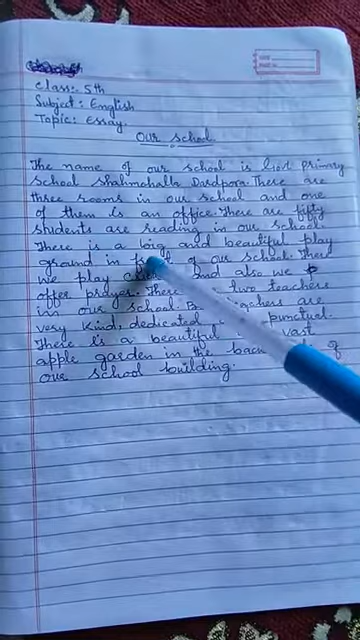 Class:- 5th
Subject: English
Topic: Essay.
Our School
The name of our school is Govt primary
School Shalmohalla Dardpora. There are
three rooms in our school and one
of them is an office. There are fifty
students are reading in our school.
There is a big and beautiful play
ground in front of our school. There
we play and also we
offer prayer. There two teachers
in our school. teachers are
very kind, dedicated punctual.
There is a beautiful vast
apple garden in the back of
our school building.